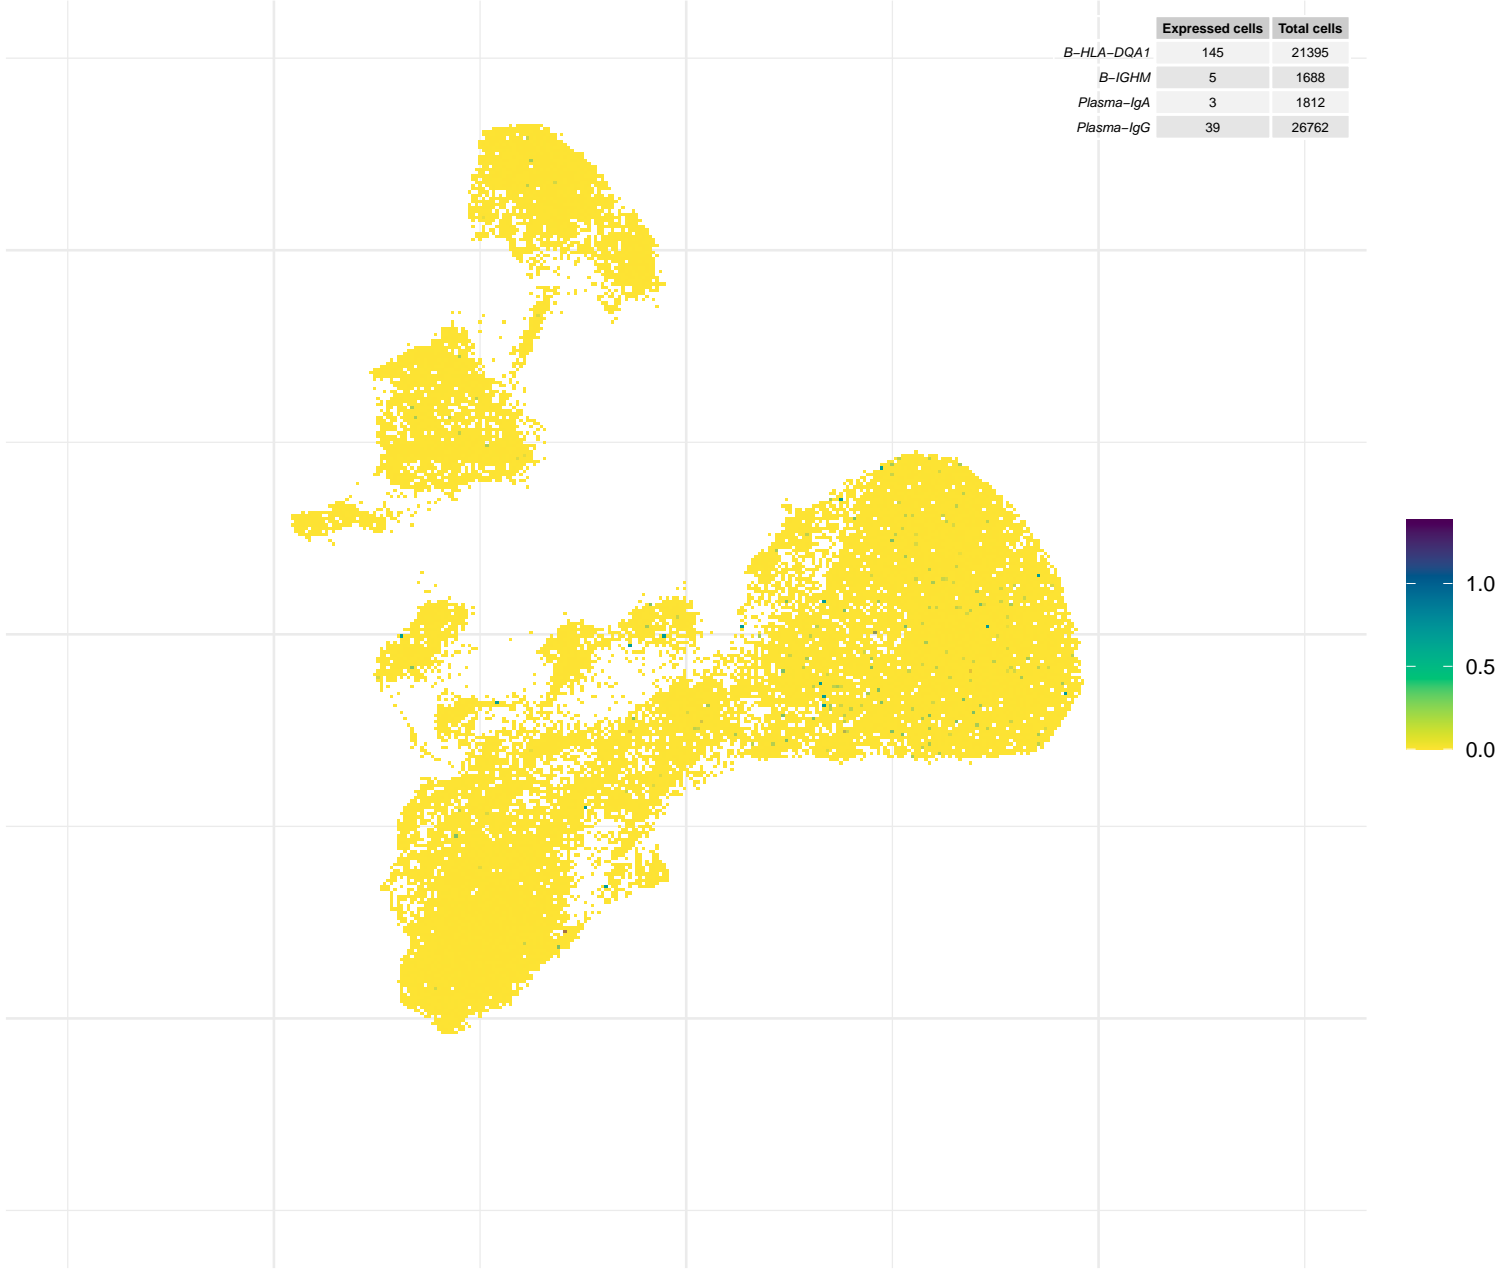 Expressed cells Total cells
B−HLA−DQA1 145 21395
B−IGHM 5 1688
Plasma−IgA 3 1812
Plasma−IgG 39 26762
1.0
0.5
0.0